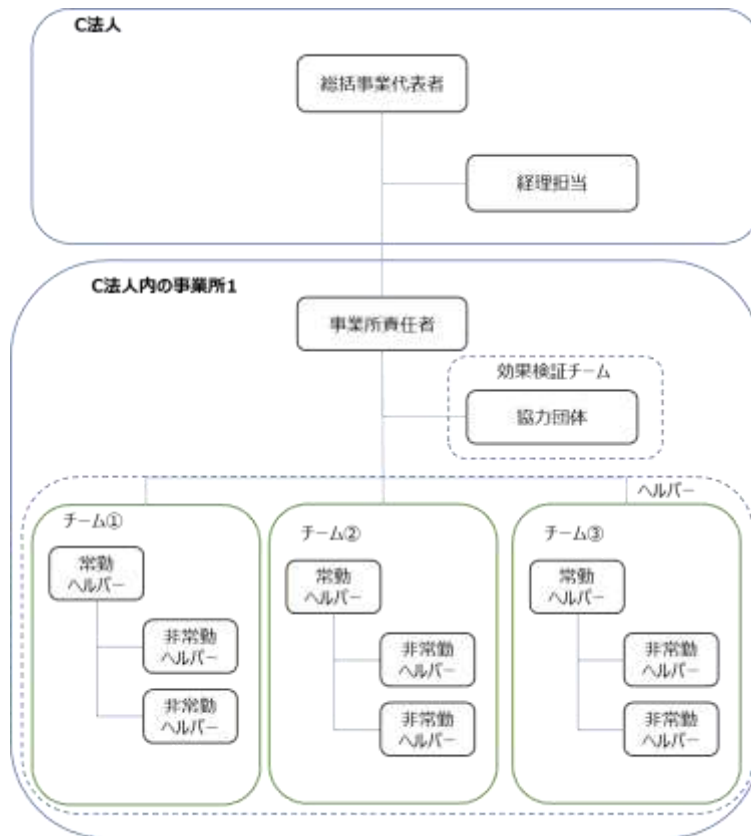 C法人
総括事業代表者
経理担当
C法人内の事業所1
事業所責任者
効果検証チーム
協力団体
ヘルパー
チーム①
常勤
ヘルパー
非常勤
ヘルパー
非常勤
ヘルパー
チーム②
常勤
ヘルパー
非常勤
ヘルパー
非常勤
ヘルパー
チーム③
常勤
ヘルパー
非常勤
ヘルパー
非常勤
ヘルパー